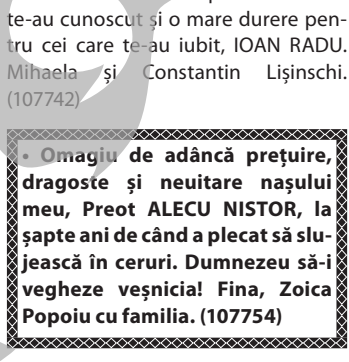 te-au cunoscut și o mare durere pen-
tru cei care te-au iubit, IOAN RADU.
Mihaela și Constantin Lișinschi.
(107742)
• Omagiu de adâncă prețuire,
dragoste și neuitare nașului
meu, Preot ALECU NISTOR, la
șapte ani de când a plecat să slu-
jească în ceruri. Dumnezeu să-i
vegheze veșnicia! Fina, Zoica
Popoiu cu familia. (107754)